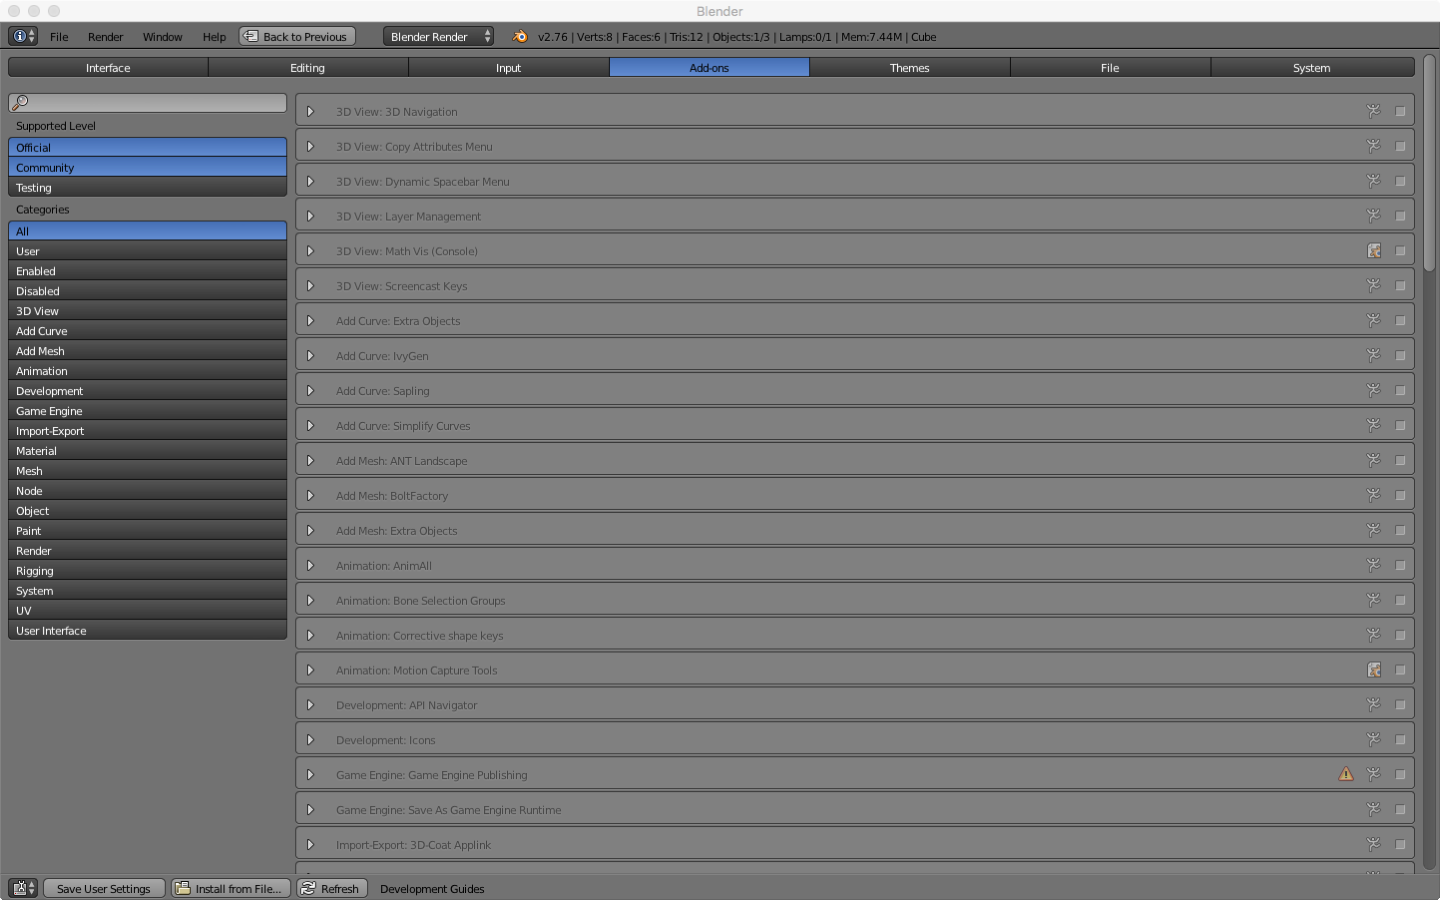 Blender
File Render Window Help Back to Previous Blender Render v2.76 | Verts:8 | Faces:6 | Tris:12 | Objects:1/3 | Lamps:0/1 | Mem:7.44M | Cube
Interface Editing Input Add-ons Themes File System
Supported Level
Official
Community
Testing
Categories
All
User
Enabled
Disabled
3D View
Add Curve
Add Mesh
Animation
Development
Game Engine
Import-Export
Material
Mesh
Node
Object
Paint
Render
Rigging
System
UV
User Interface
3D View: 3D Navigation
3D View: Copy Attributes Menu
3D View: Dynamic Spacebar Menu
3D View: Layer Management
3D View: Math Vis (Console)
3D View: Screencast Keys
Add Curve: Extra Objects
Add Curve: IvyGen
Add Curve: Sapling
Add Curve: Simplify Curves
Add Mesh: ANT Landscape
Add Mesh: BoltFactory
Add Mesh: Extra Objects
Animation: AnimAll
Animation: Bone Selection Groups
Animation: Corrective shape keys
Animation: Motion Capture Tools
Development: API Navigator
Development: Icons
Game Engine: Game Engine Publishing
Game Engine: Save As Game Engine Runtime
Import-Export: 3D-Coat Applink
Save User Settings Install from File... Refresh Development Guides